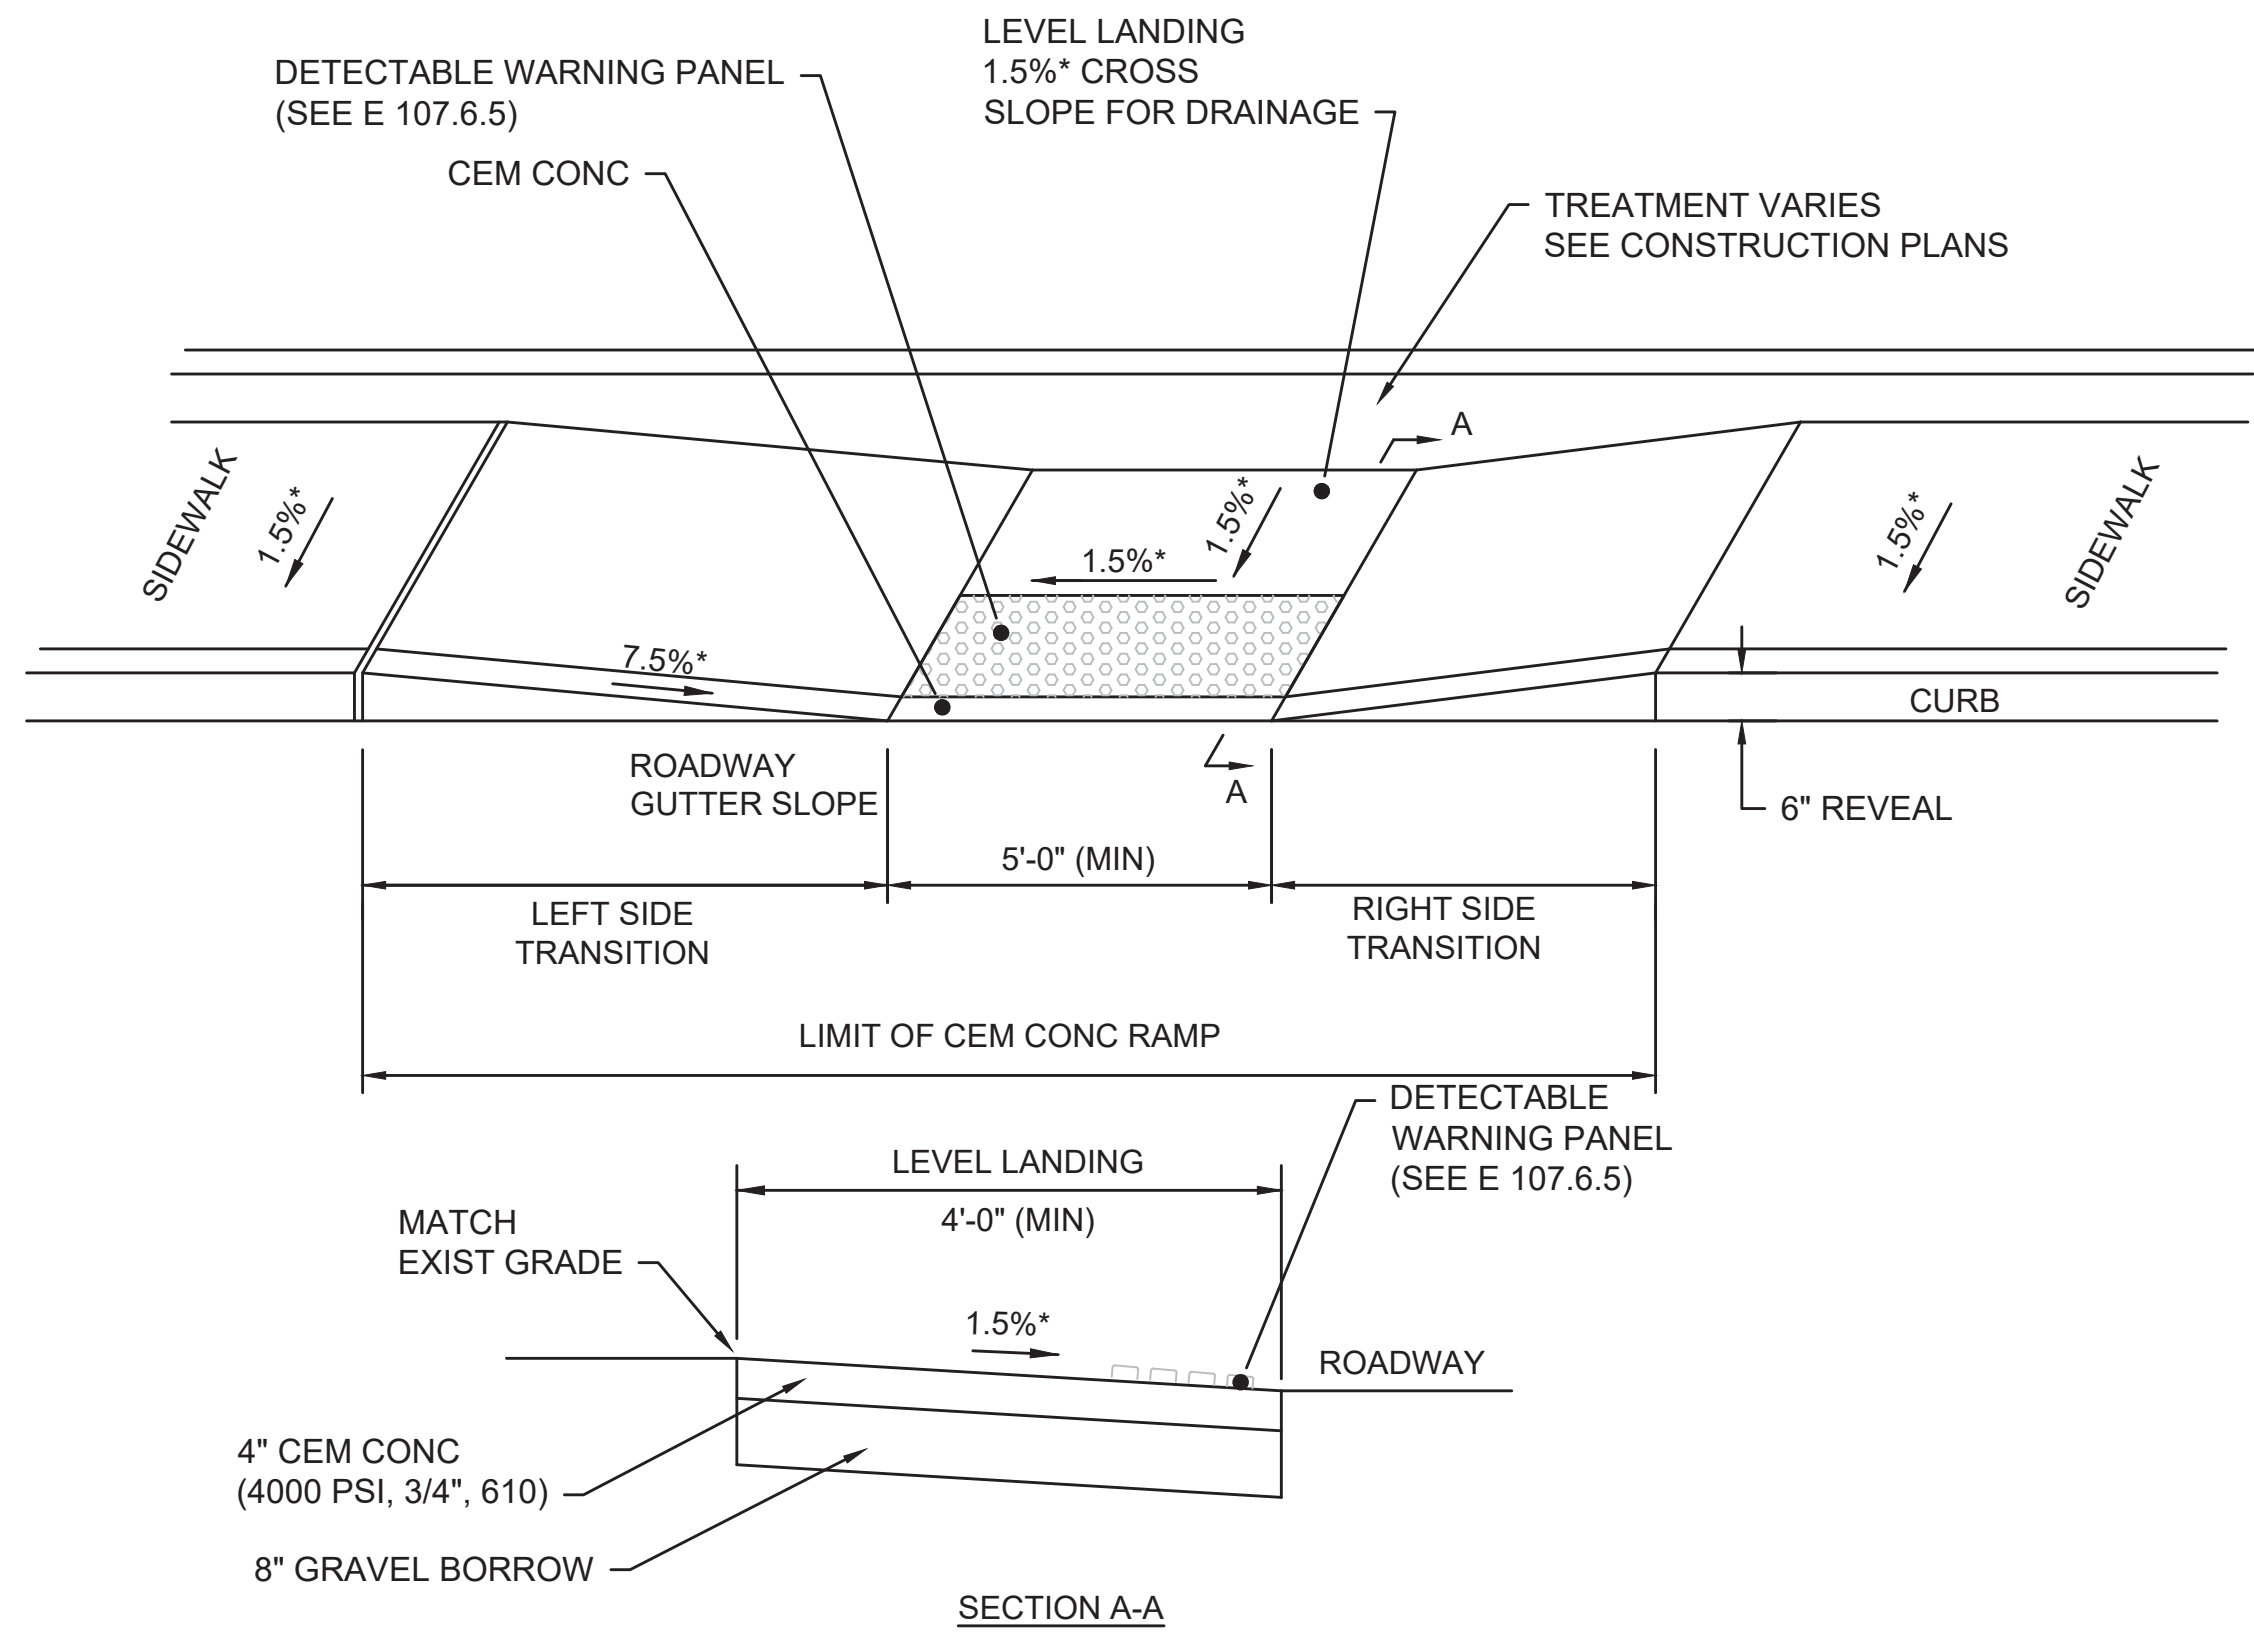 LEVEL LANDING
1.5%* CROSS
SLOPE FOR DRAINAGE
DETECTABLE WARNING PANEL
(SEE E 107.6.5)
CEM CONC
TREATMENT VARIES
SEE CONSTRUCTION PLANS
A
SIDEWALK
1.5%*
1.5%*
1.5%*
1.5%*
SIDEWALK
7.5%*
CURB
ROADWAY
GUTTER SLOPE
A
6" REVEAL
5'-0" (MIN)
LEFT SIDE
TRANSITION
RIGHT SIDE
TRANSITION
LIMIT OF CEM CONC RAMP
DETECTABLE
WARNING PANEL
(SEE E 107.6.5)
LEVEL LANDING
4'-0" (MIN)
MATCH
EXIST GRADE
1.5%*
ROADWAY
4" CEM CONC
(4000 PSI, 3/4", 610)
8" GRAVEL BORROW
SECTION A-A